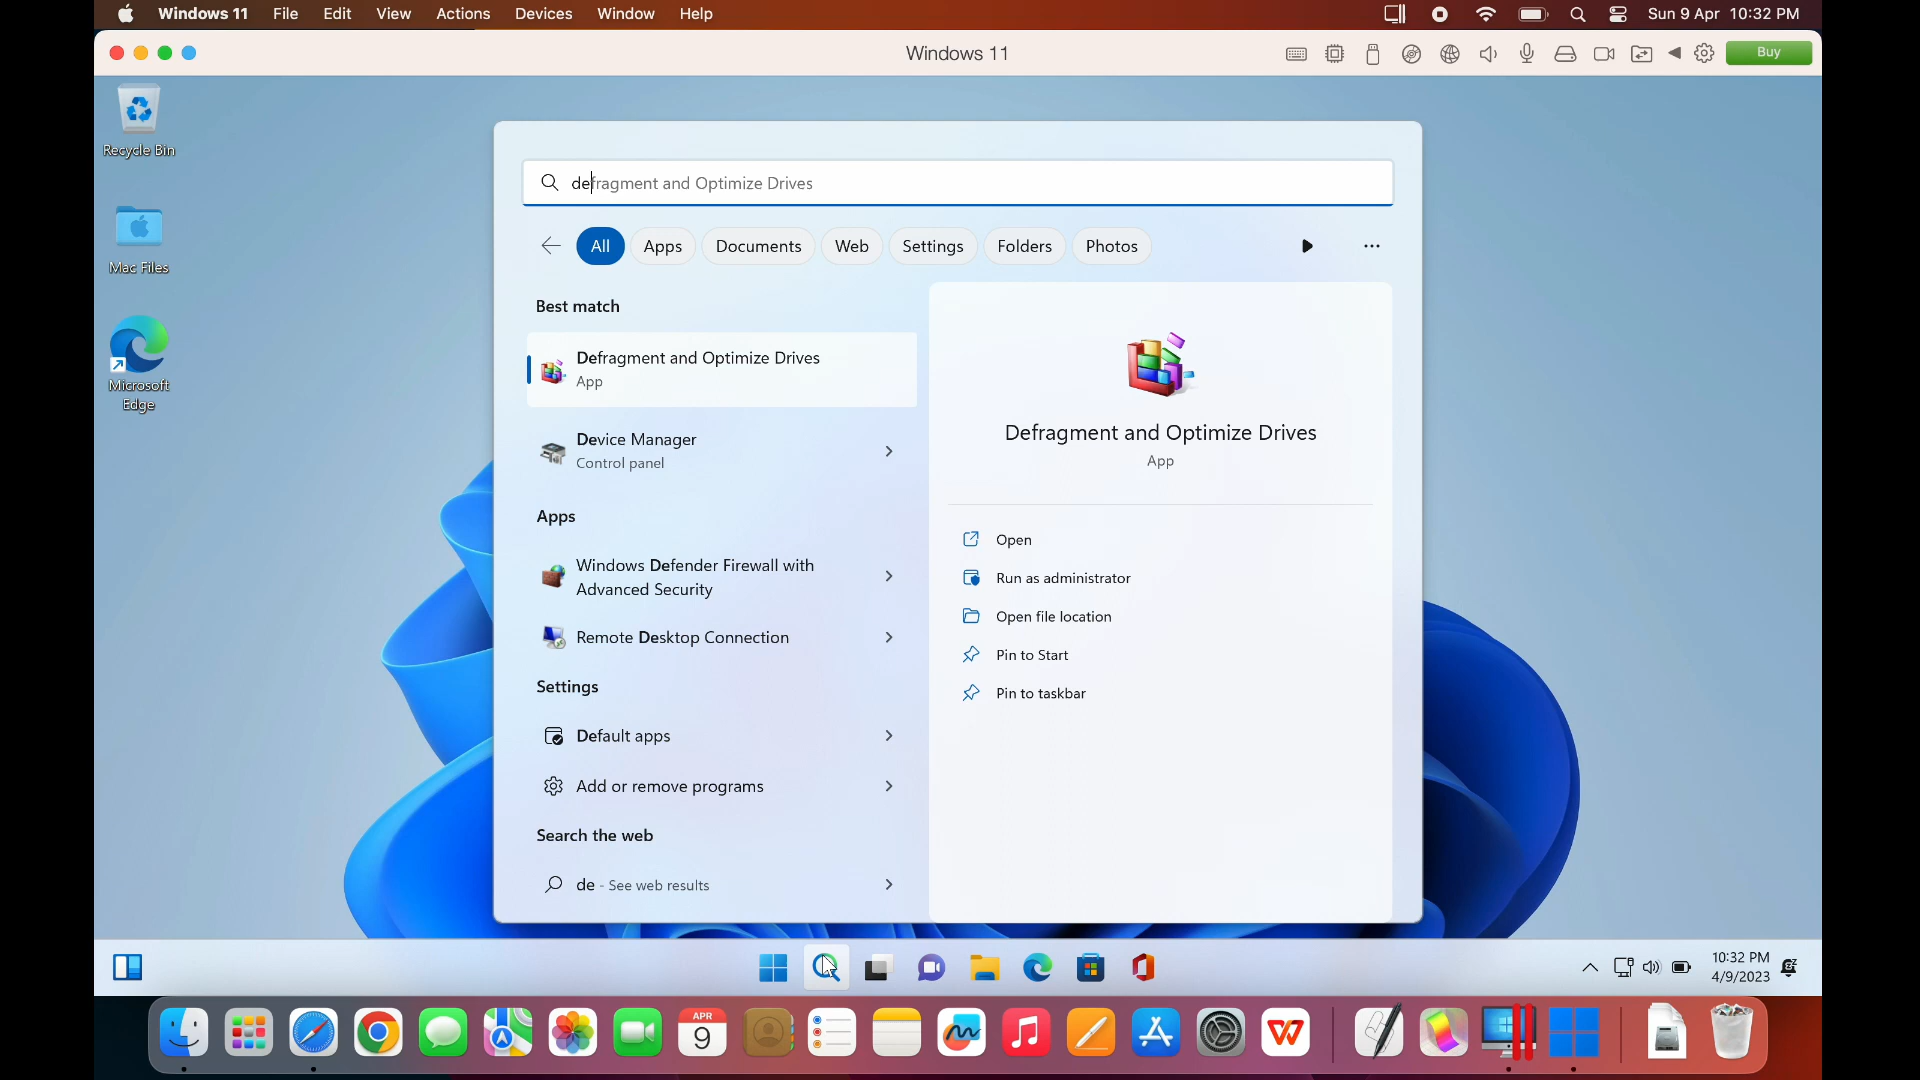 Windows 11 File Edit View Actions Devices Window Help Sun 9 Apr 10:32 PM
Windows 11 Buy
Recycle Bin
Mac Files
Microsoft
Edge
defragment and Optimize Drives
All Apps Documents Web Settings Folders Photos
Best match
Defragment and Optimize Drives
App
Device Manager
Control panel
Apps
Windows Defender Firewall with
Advanced Security
Remote Desktop Connection
Settings
Default apps
Add or remove programs
Search the web
de - See web results
Defragment and Optimize Drives
App
Open
Run as administrator
Open file location
Pin to Start
Pin to taskbar
10:32 PM
4/9/2023
APR
9